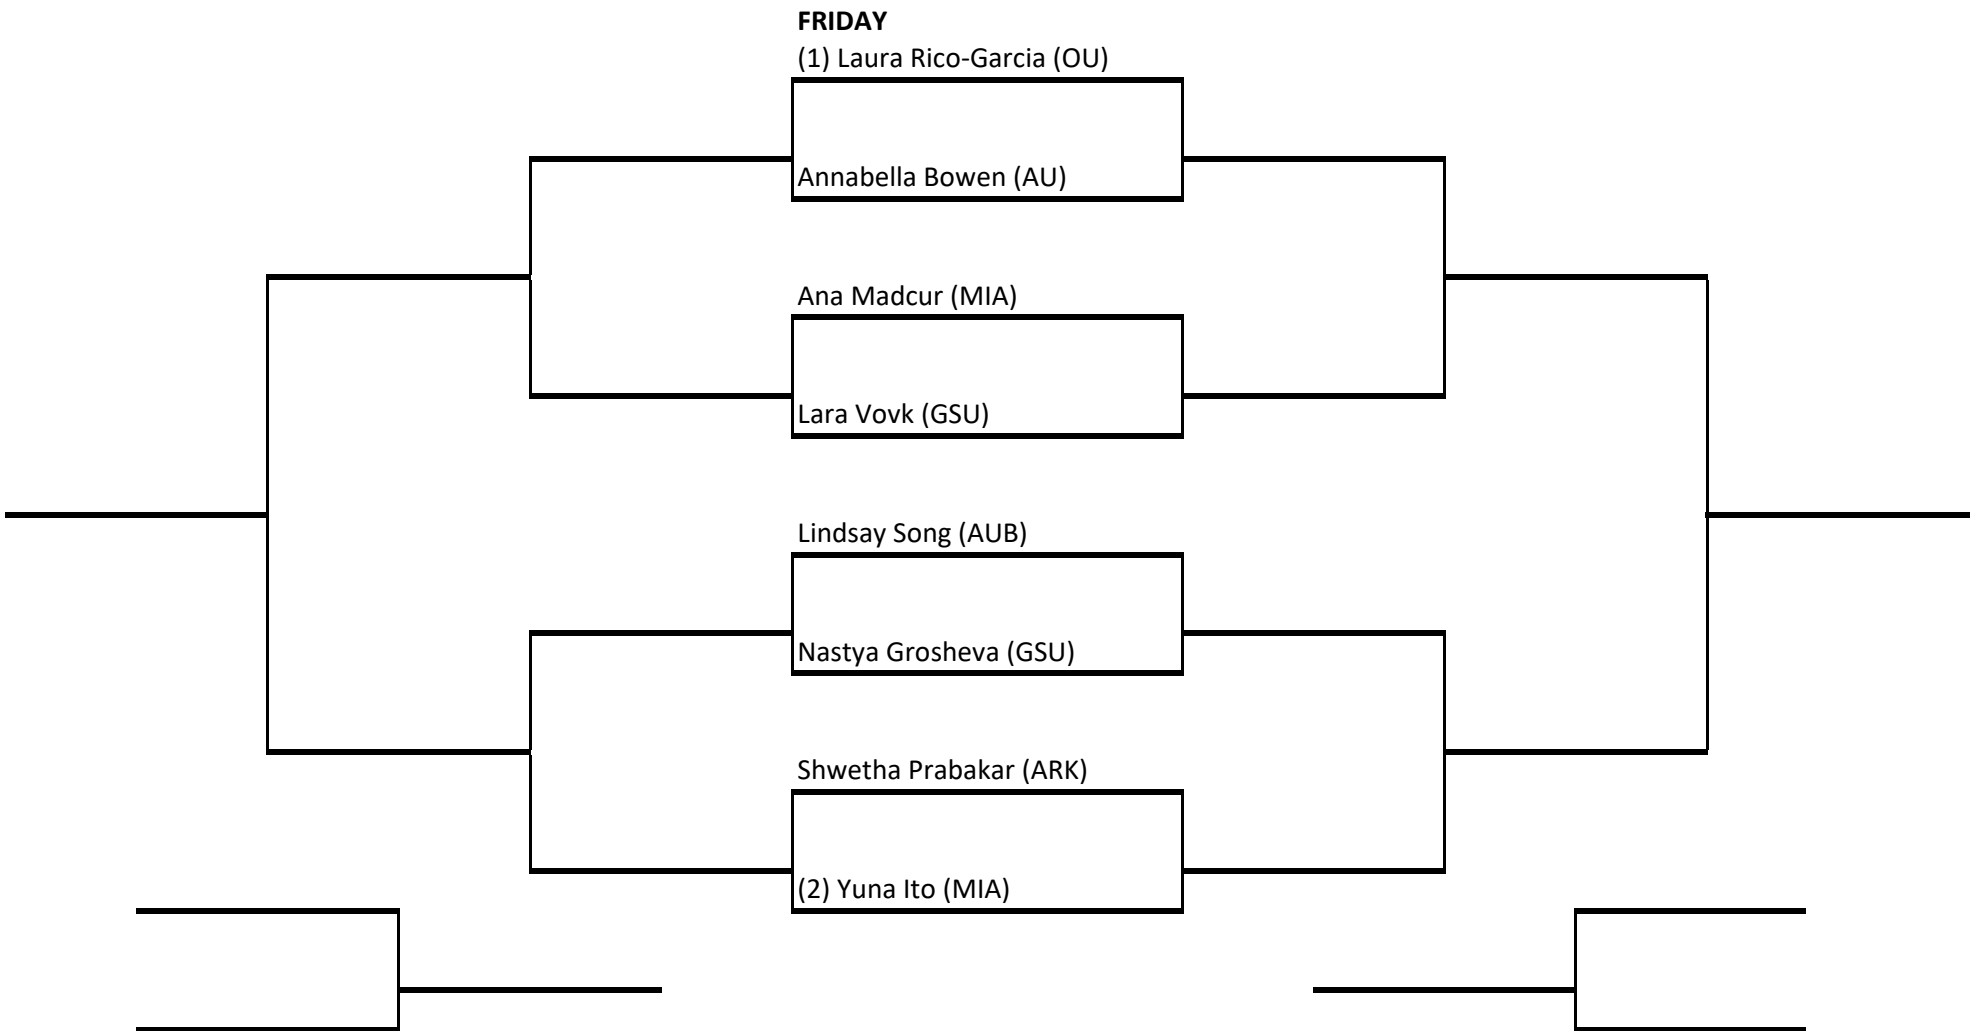 FRIDAY
(1) Laura Rico-Garcia (OU)
Annabella Bowen (AU)
Ana Madcur (MIA)
Lara Vovk (GSU)
Lindsay Song (AUB)
Nastya Grosheva (GSU)
Shwetha Prabakar (ARK)
(2) Yuna Ito (MIA)